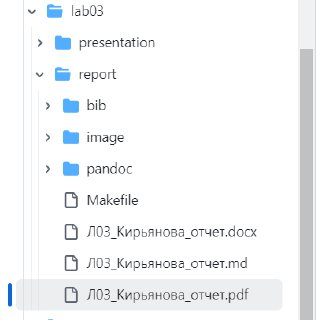 lab03
presentation
report
bib
image
pandoc
Makefile
Л03_Кирьянова_отчет.docx
Л03_Кирьянова_отчет.md
Л03_Кирьянова_отчет.pdf